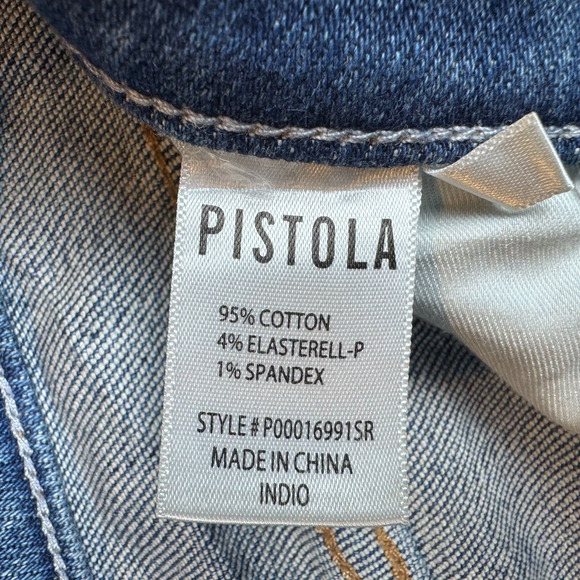 PISTOLA
95% COTTON
4% ELASTERELL-P
1% SPANDEX
STYLE # P00016991SR
MADE IN CHINA
INDIO